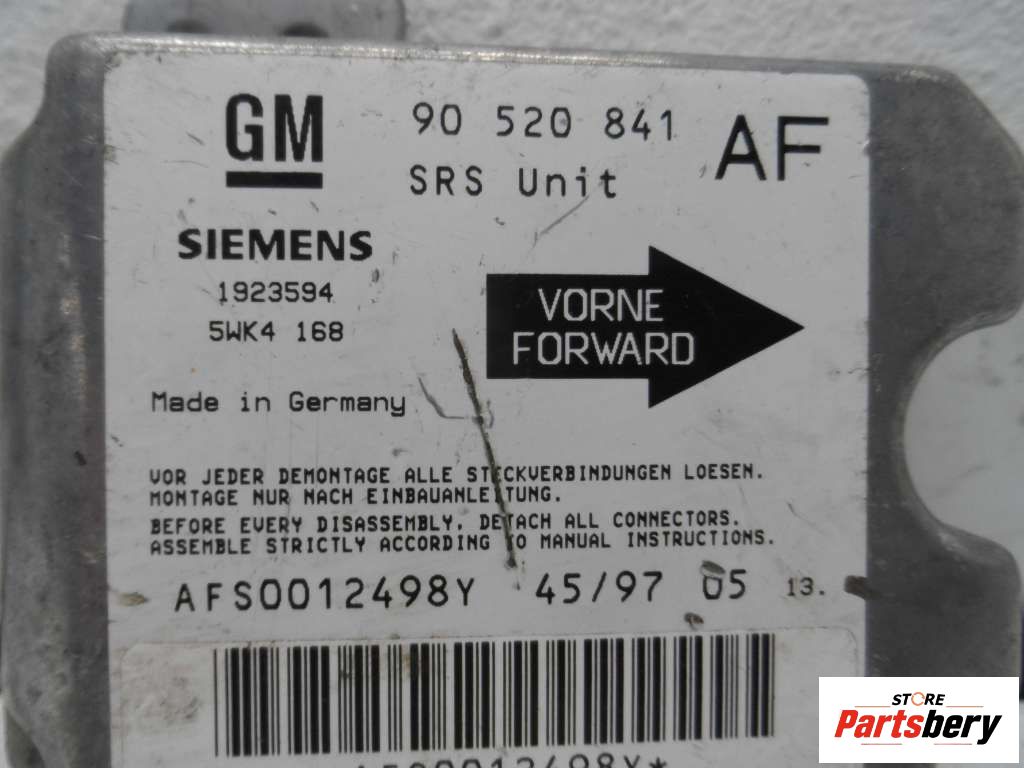 GM
90 520 841
AF
SRS Unit
SIEMENS
1923594
5WK4 168
VORNE
FORWARD
Made in Germany
VOR JEDER DEMONTAGE ALLE STECKVERBINDUNGEN LOESEN.
MONTAGE NUR NACH EINBAUANLEITUNG.
BEFORE EVERY DISASSEMBLY, DETACH ALL CONNECTORS.
ASSEMBLE STRICTLY ACCORDING TO MANUAL INSTRUCTIONS.
AFS0012498Y 45/97 05 13.
*AFS0012498Y*
STORE
Partsbery